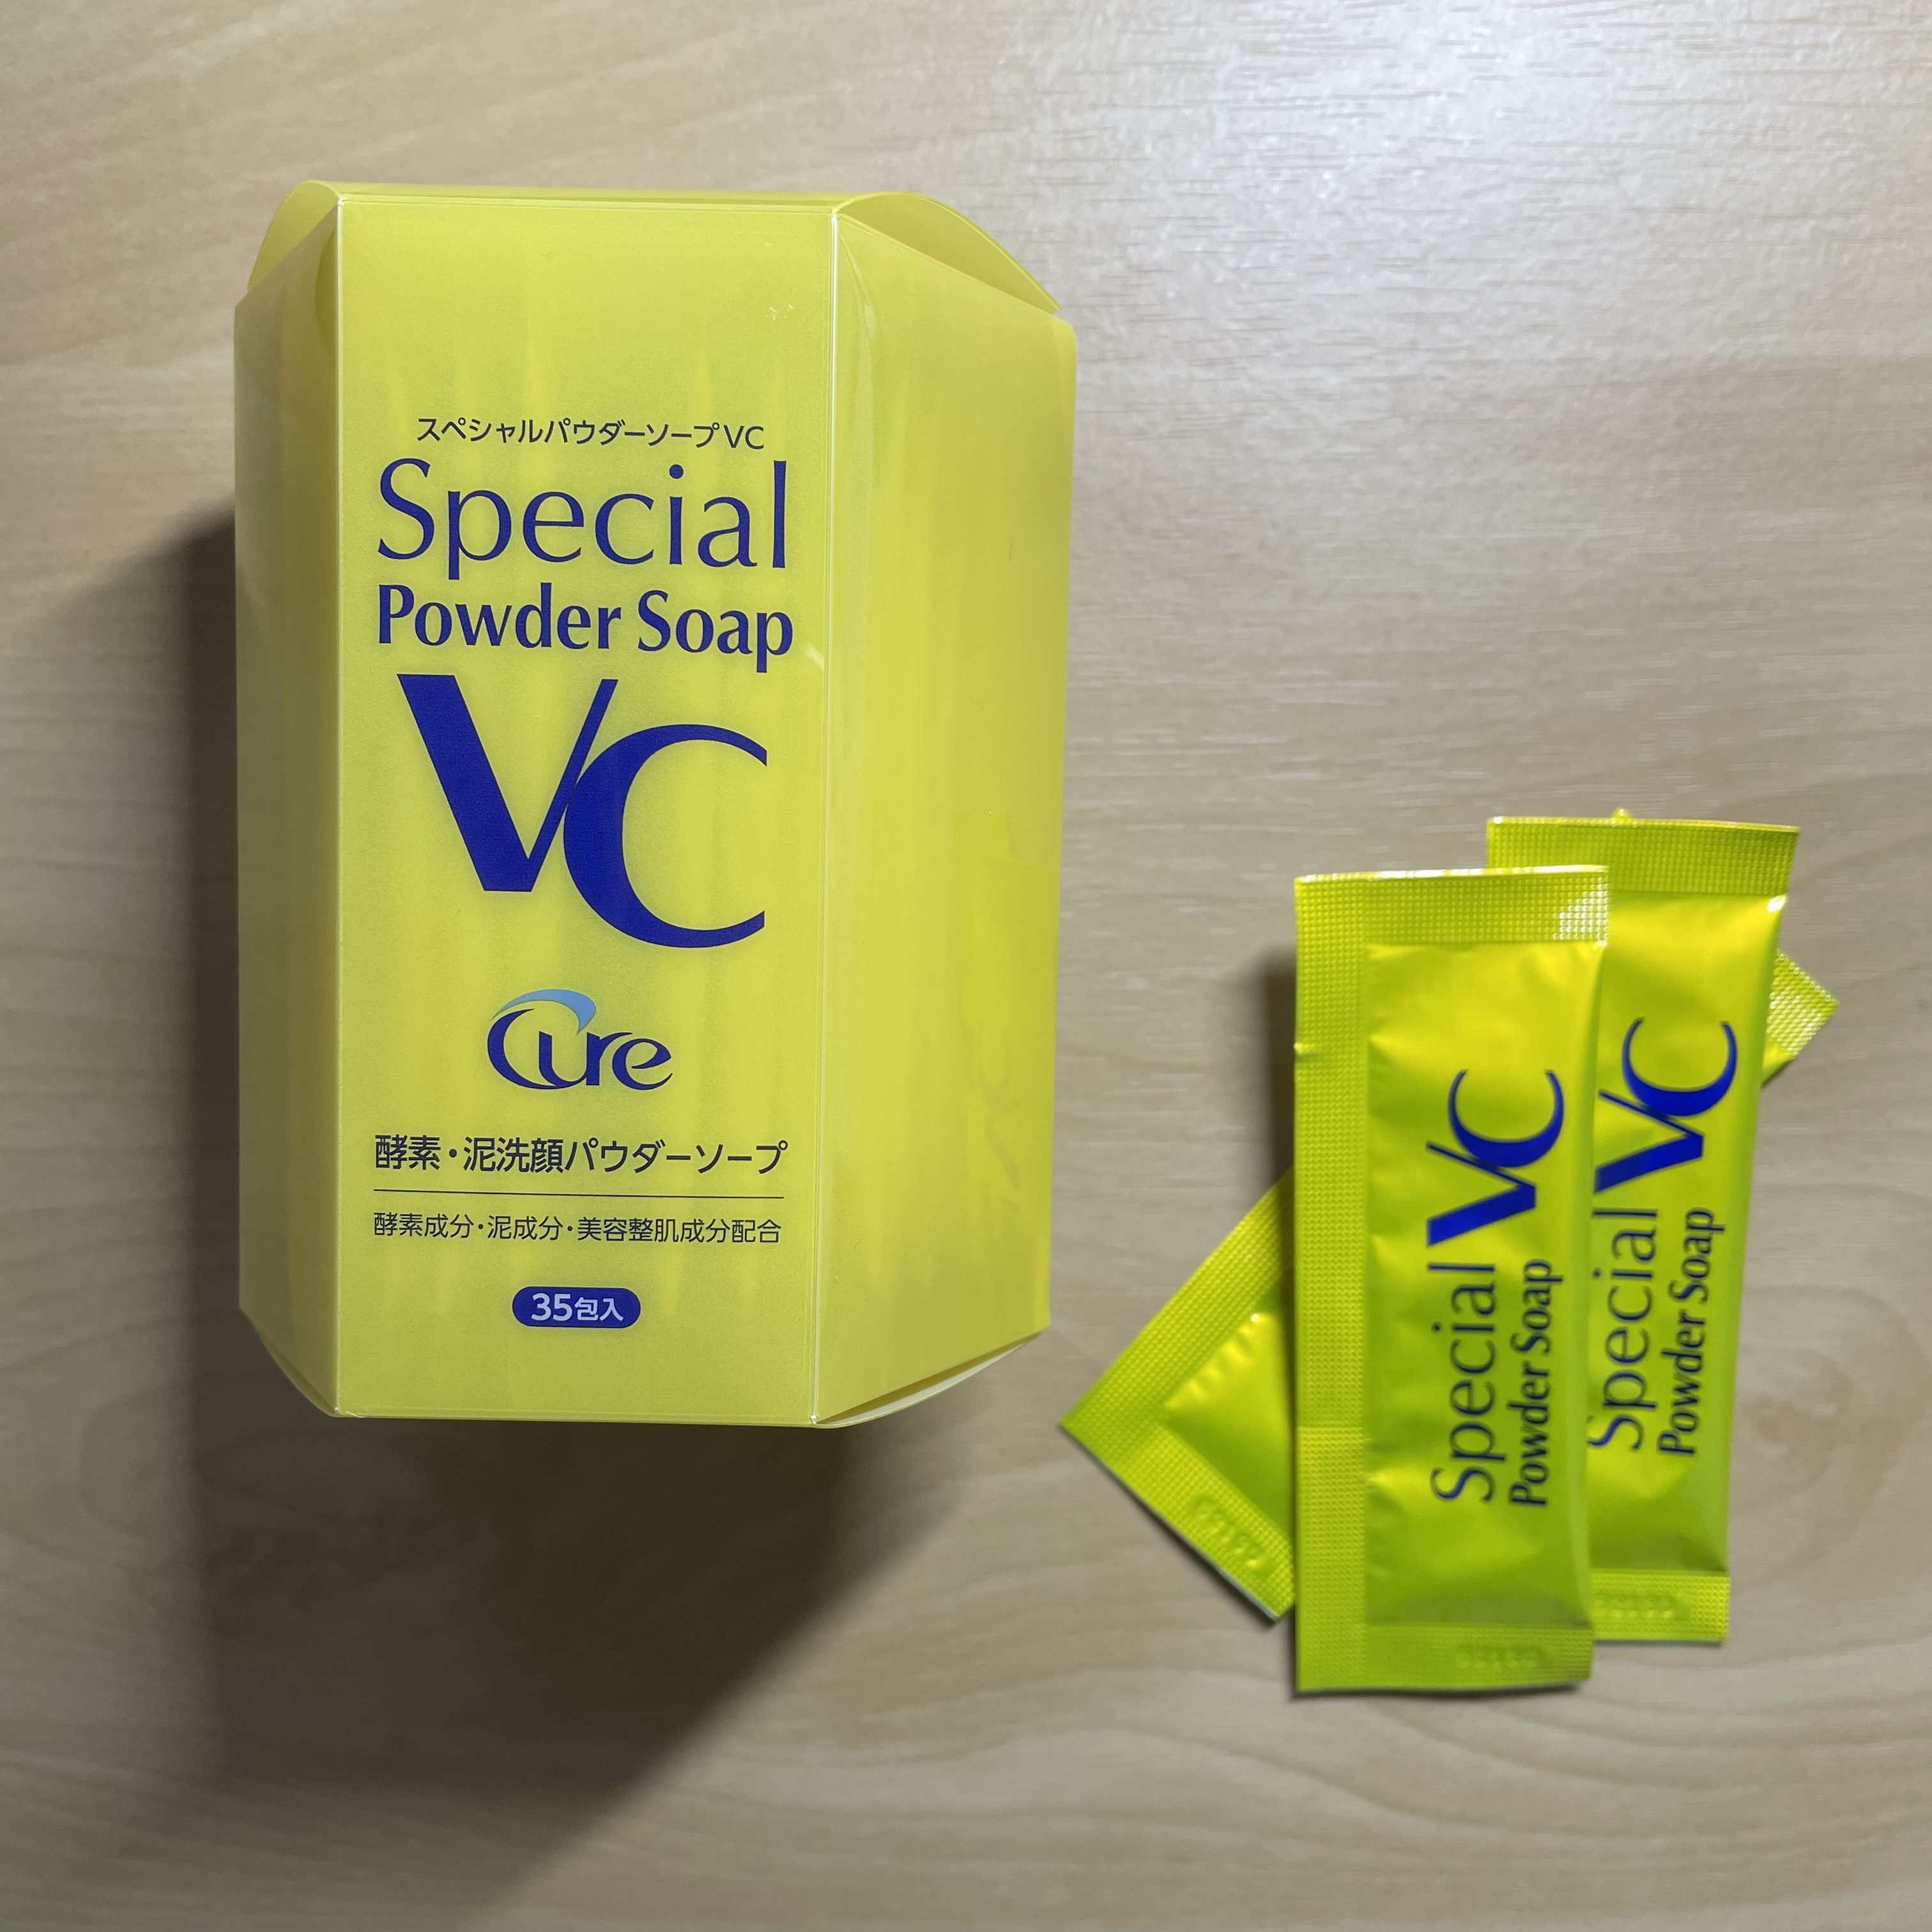 スペシャルパウダーソープVC
Special
Powder Soap
VC
Cure
酵素・泥洗顔パウダーソープ
酵素成分・泥成分・美容整肌成分配合
35包入
Special VC
Powder Soap
Special VC
Powder Soap